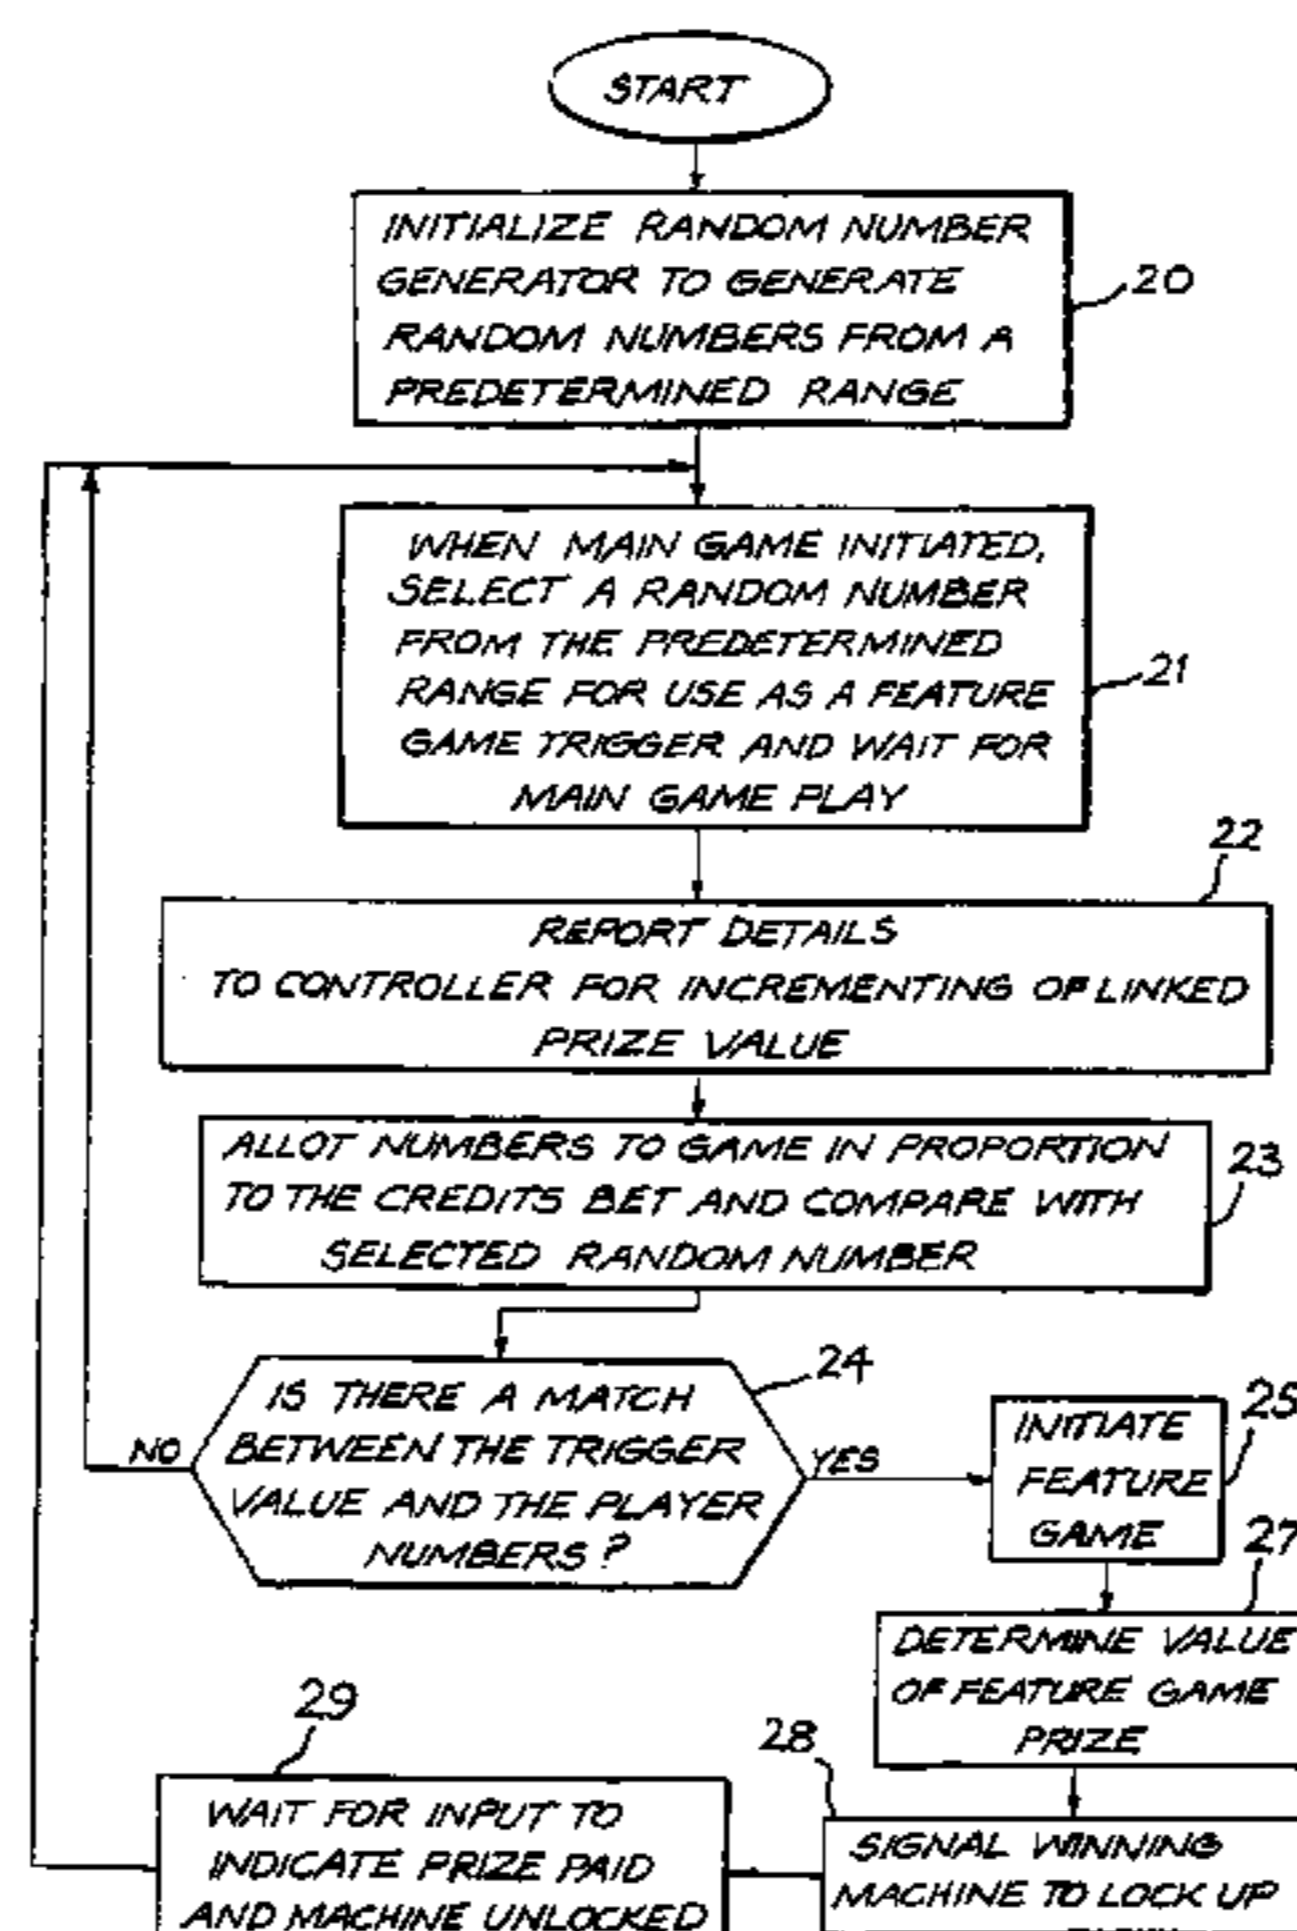 START
INITIALIZE RANDOM NUMBER
GENERATOR TO GENERATE
RANDOM NUMBERS FROM A
PREDETERMINED RANGE
20
WHEN MAIN GAME INITIATED,
SELECT A RANDOM NUMBER
FROM THE PREDETERMINED
RANGE FOR USE AS A FEATURE
GAME TRIGGER AND WAIT FOR
MAIN GAME PLAY
21
22
REPORT DETAILS
TO CONTROLLER FOR INCREMENTING OF LINKED
PRIZE VALUE
ALLOT NUMBERS TO GAME IN PROPORTION
TO THE CREDITS BET AND COMPARE WITH
SELECTED RANDOM NUMBER
23
24
IS THERE A MATCH
BETWEEN THE TRIGGER
VALUE AND THE PLAYER
NUMBERS?
NO
YES
25
INITIATE
FEATURE
GAME
27
DETERMINE VALUE
OF FEATURE GAME
PRIZE
28
SIGNAL WINNING
MACHINE TO LOCK UP
29
WAIT FOR INPUT TO
INDICATE PRIZE PAID
AND MACHINE UNLOCKED